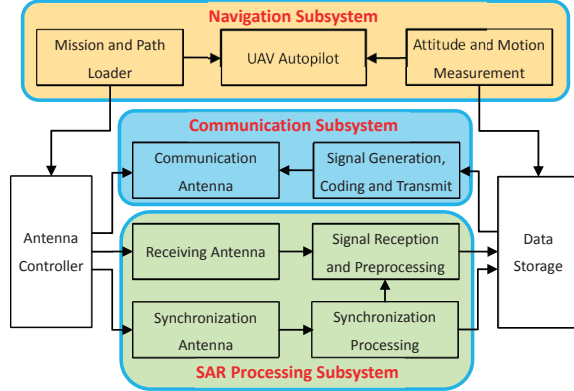 Navigation Subsystem
Mission and Path
Loader
UAV Autopilot
Attitude and Motion
Measurement
Communication Subsystem
Communication
Antenna
Signal Generation,
Coding and Transmit
Antenna
Controller
Receiving Antenna
Signal Reception
and Preprocessing
Data
Storage
Synchronization
Antenna
Synchronization
Processing
SAR Processing Subsystem